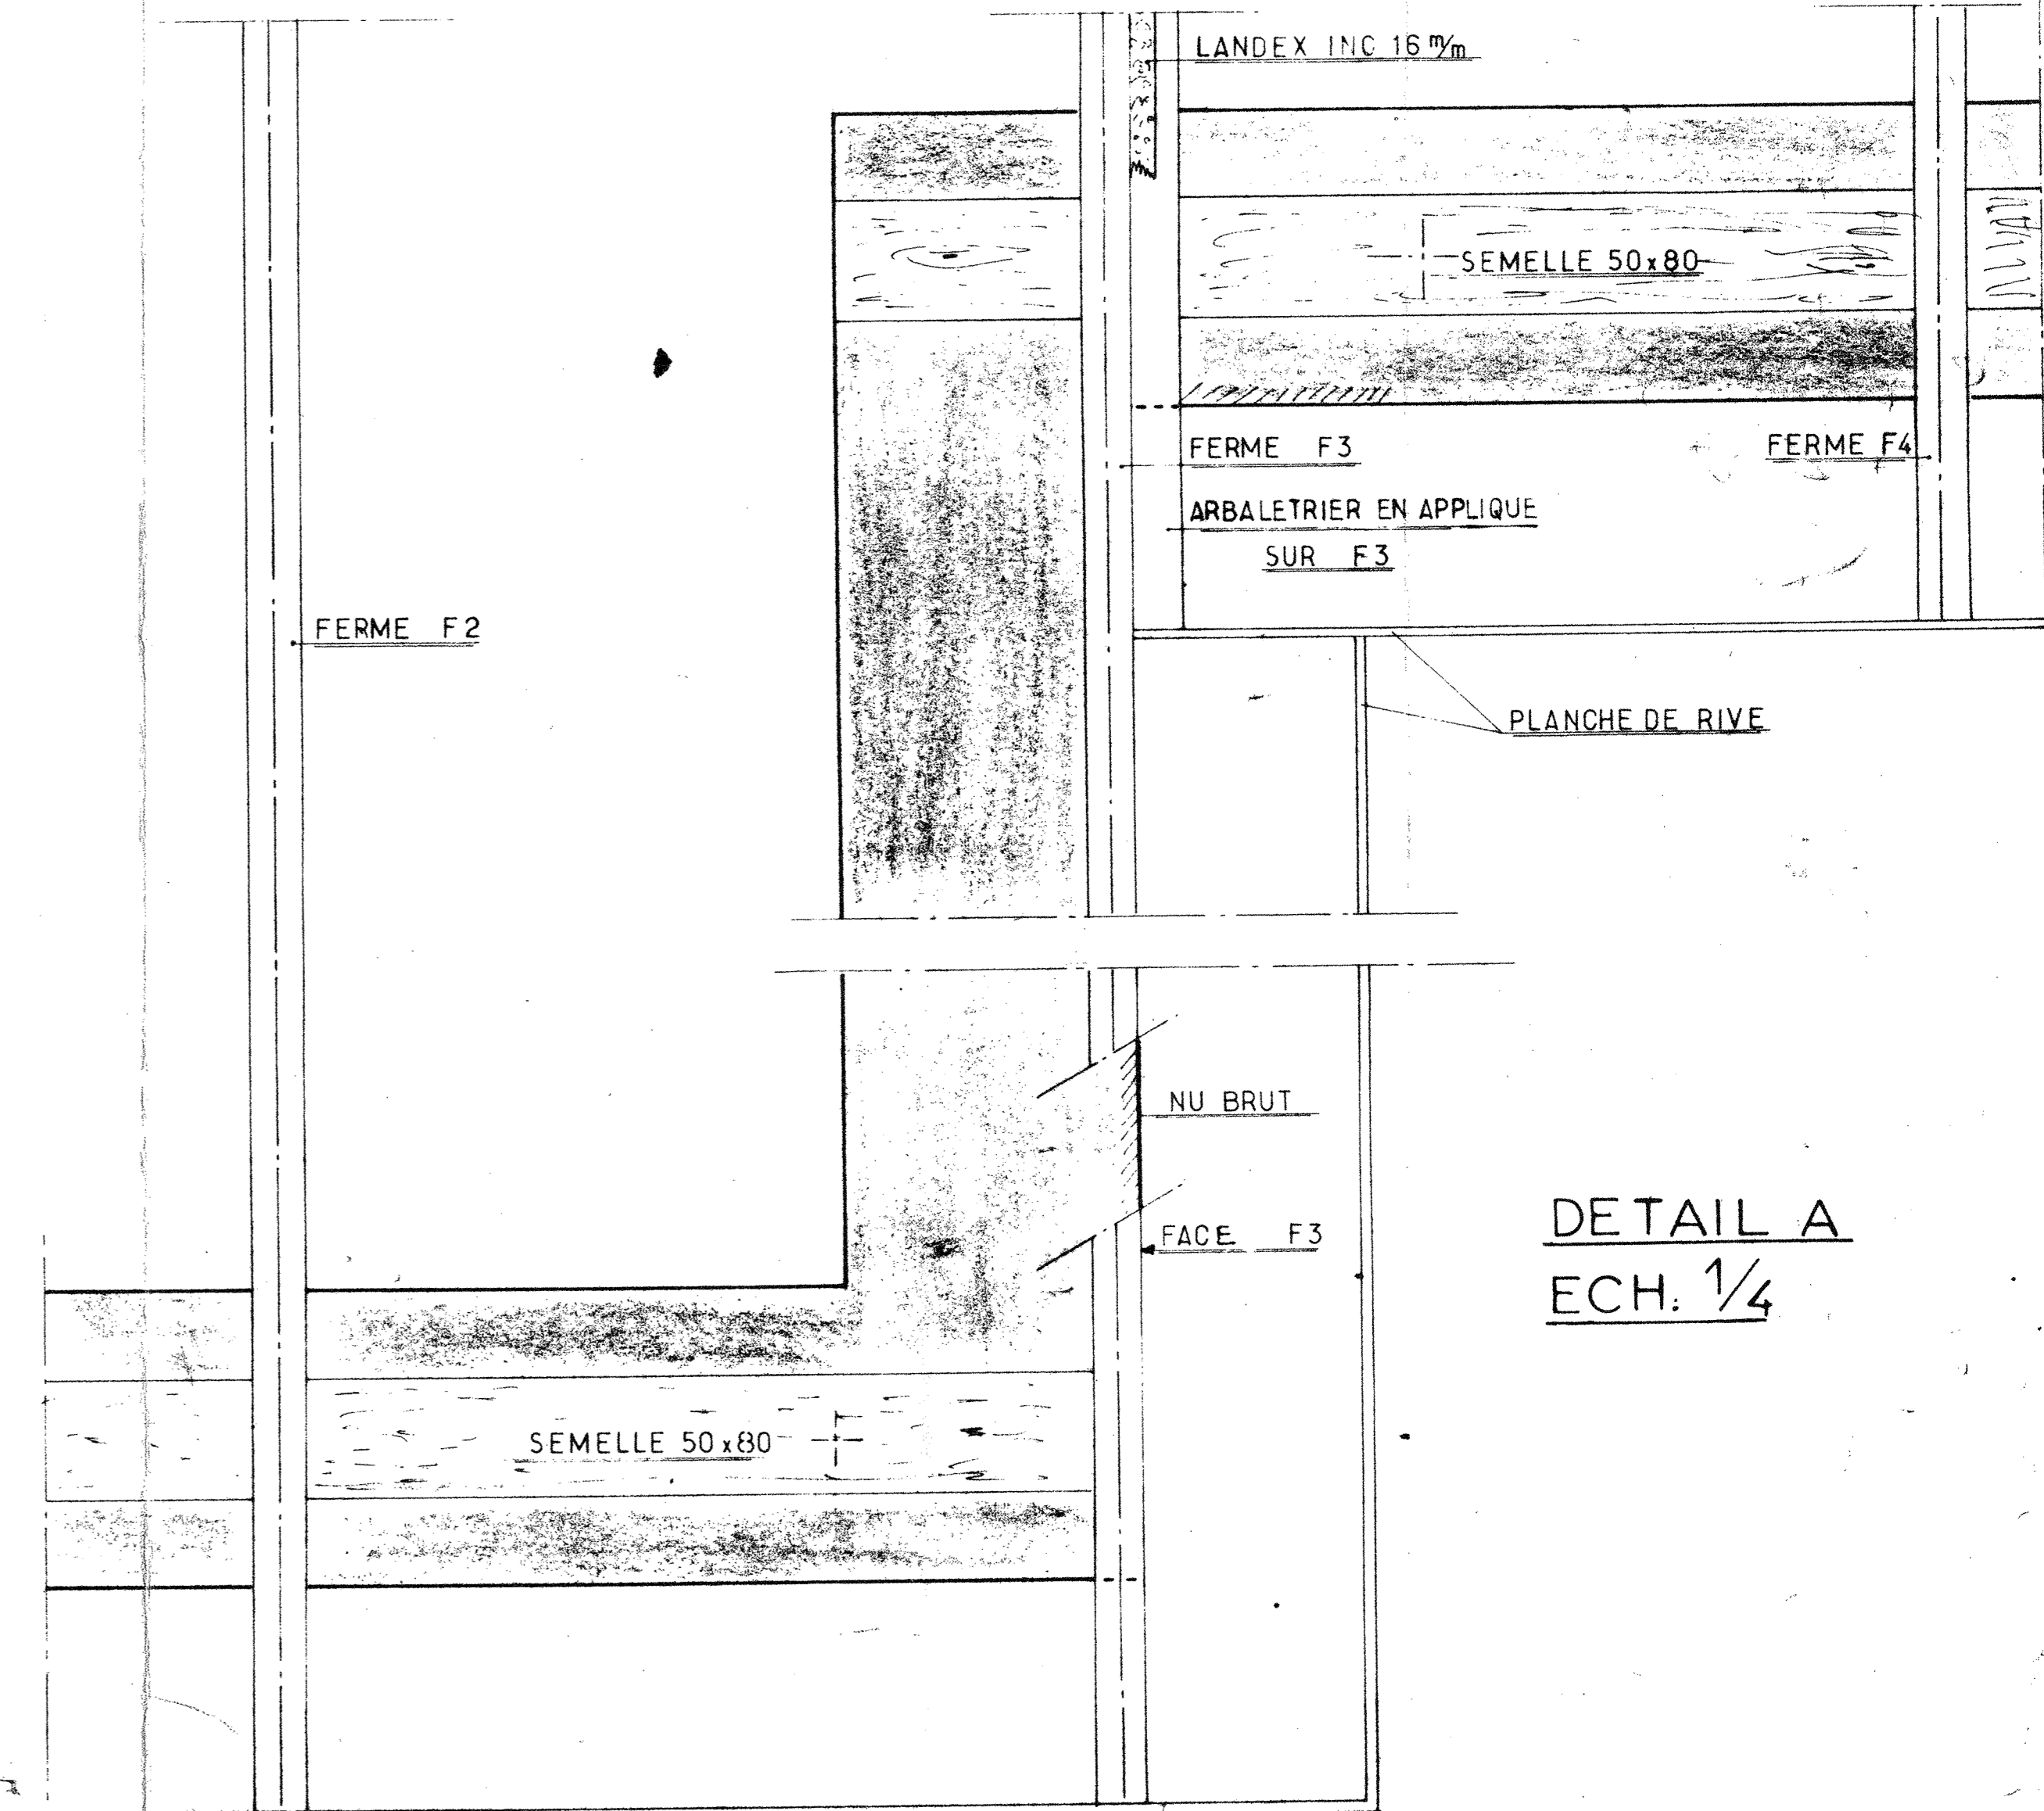 LANDEX INC 16 m/m
SEMELLE 50x80
FERME F3
FERME F4
ARBALETRIER EN APPLIQUE
SUR F3
FERME F2
PLANCHE DE RIVE
NU BRUT
FACE F3
DETAIL A
ECH: 1/4
SEMELLE 50x80